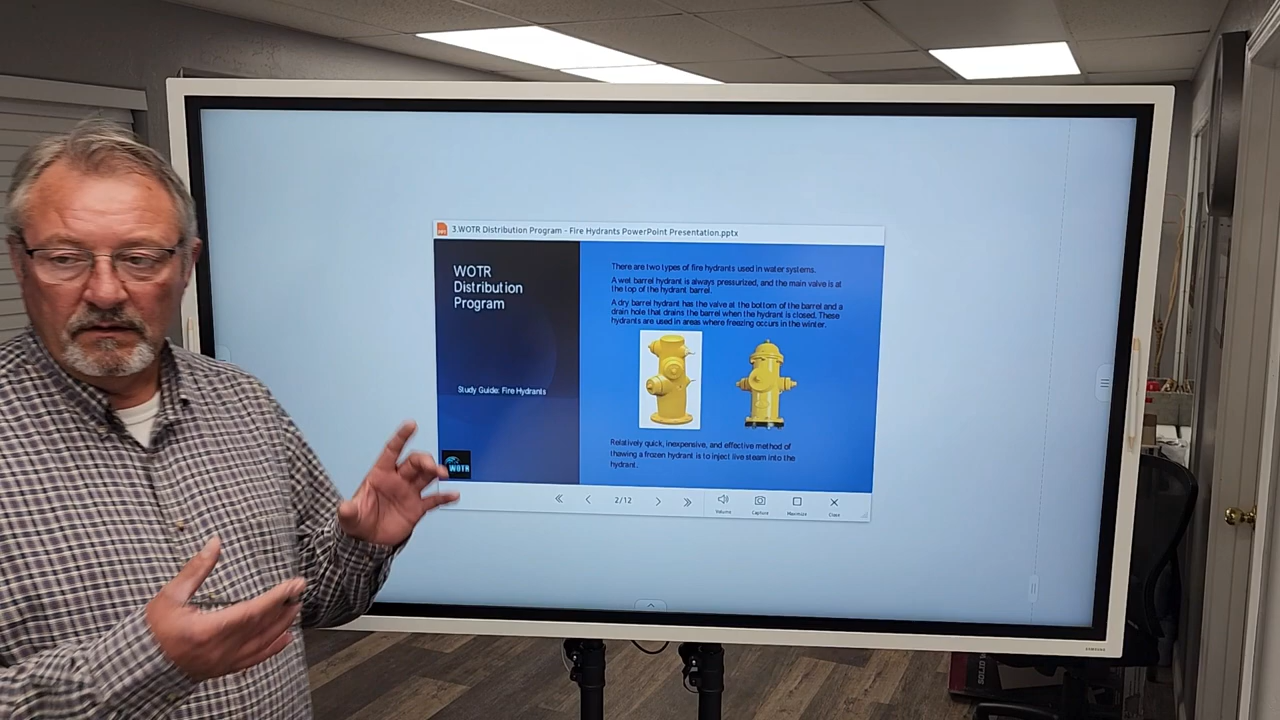 3.WOTR Distribution Program - Fire Hydrants PowerPoint Presentation.pptx
WOTR
Distribution
Program
Study Guide: Fire Hydrants
WOTR
There are two types of fire hydrants used in water systems.
A wet barrel hydrant is always pressurized, and the main valve is at
the top of the hydrant barrel.
A dry barrel hydrant has the valve at the bottom of the barrel and a
drain hole that drains the barrel when the hydrant is closed. These
hydrants are used in areas where freezing occurs in the winter.
Relatively quick, inexpensive, and effective method of
thawing a frozen hydrant is to inject live steam into the
hydrant.
2/12
Volume
Capture
Maximize
Close
SAMSUNG
SOLID